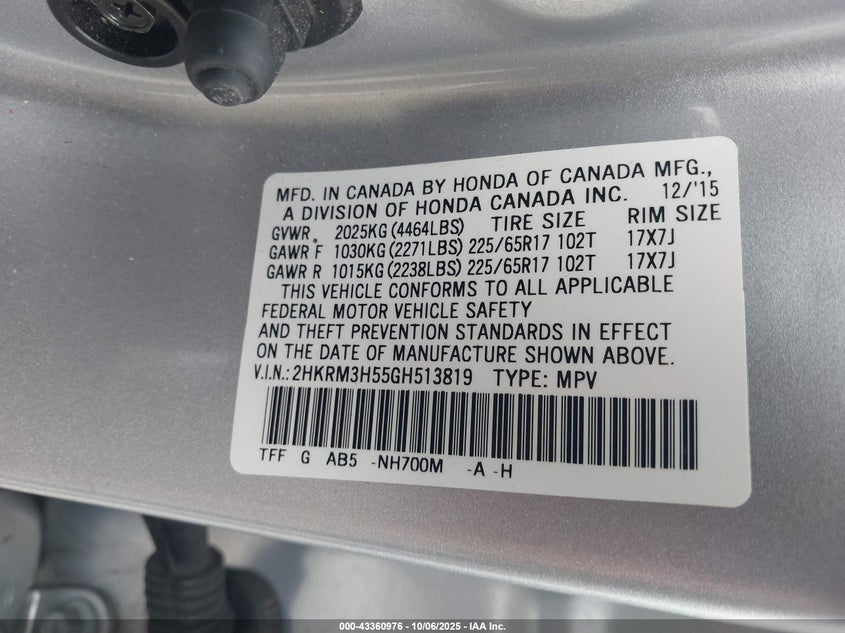 MFD. IN CANADA BY HONDA OF CANADA MFG.,
A DIVISION OF HONDA CANADA INC. 12/'15
GVWR 2025KG (4464LBS) TIRE SIZE RIM SIZE
GAWR F 1030KG (2271LBS) 225/65R17 102T 17X7J
GAWR R 1015KG (2238LBS) 225/65R17 102T 17X7J
THIS VEHICLE CONFORMS TO ALL APPLICABLE
FEDERAL MOTOR VEHICLE SAFETY
AND THEFT PREVENTION STANDARDS IN EFFECT
ON THE DATE OF MANUFACTURE SHOWN ABOVE.
V.I.N.: 2HKRM3H55GH513819 TYPE: MPV
TFF G AB5 -NH700M -A -H
000-43360976 - 10/06/2025 - IAA Inc.